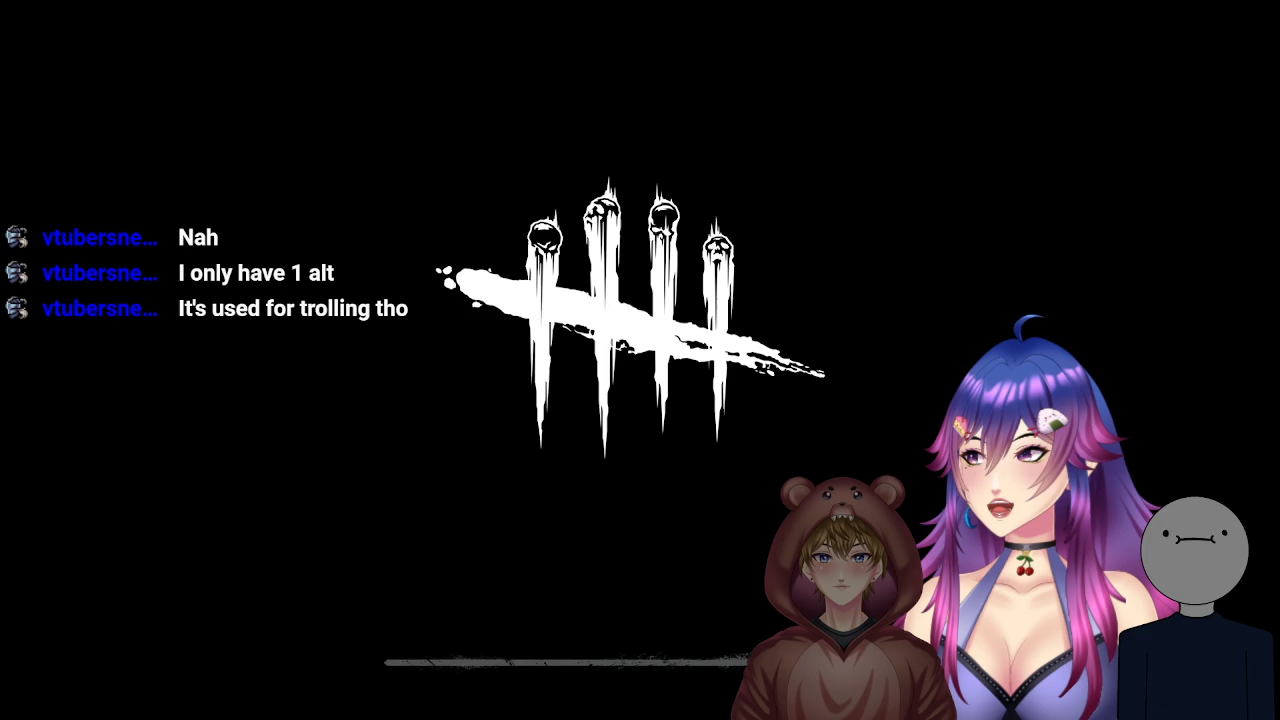 vtubersne... Nah
vtubersne... I only have 1 alt
vtubersne... It's used for trolling tho